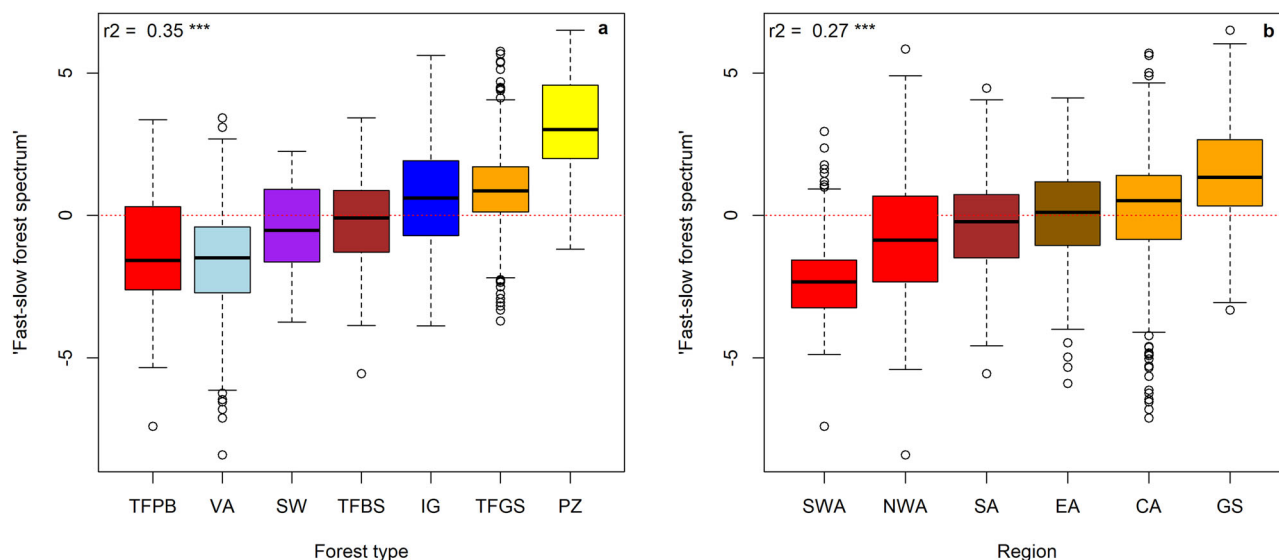 r2 = 0.35 ***
a
5
0
-5
'Fast-slow forest spectrum'
TFPB VA SW TFBS IG TFGS PZ
Forest type
r2 = 0.27 ***
b
5
0
-5
'Fast-slow forest spectrum'
SWA NWA SA EA CA GS
Region